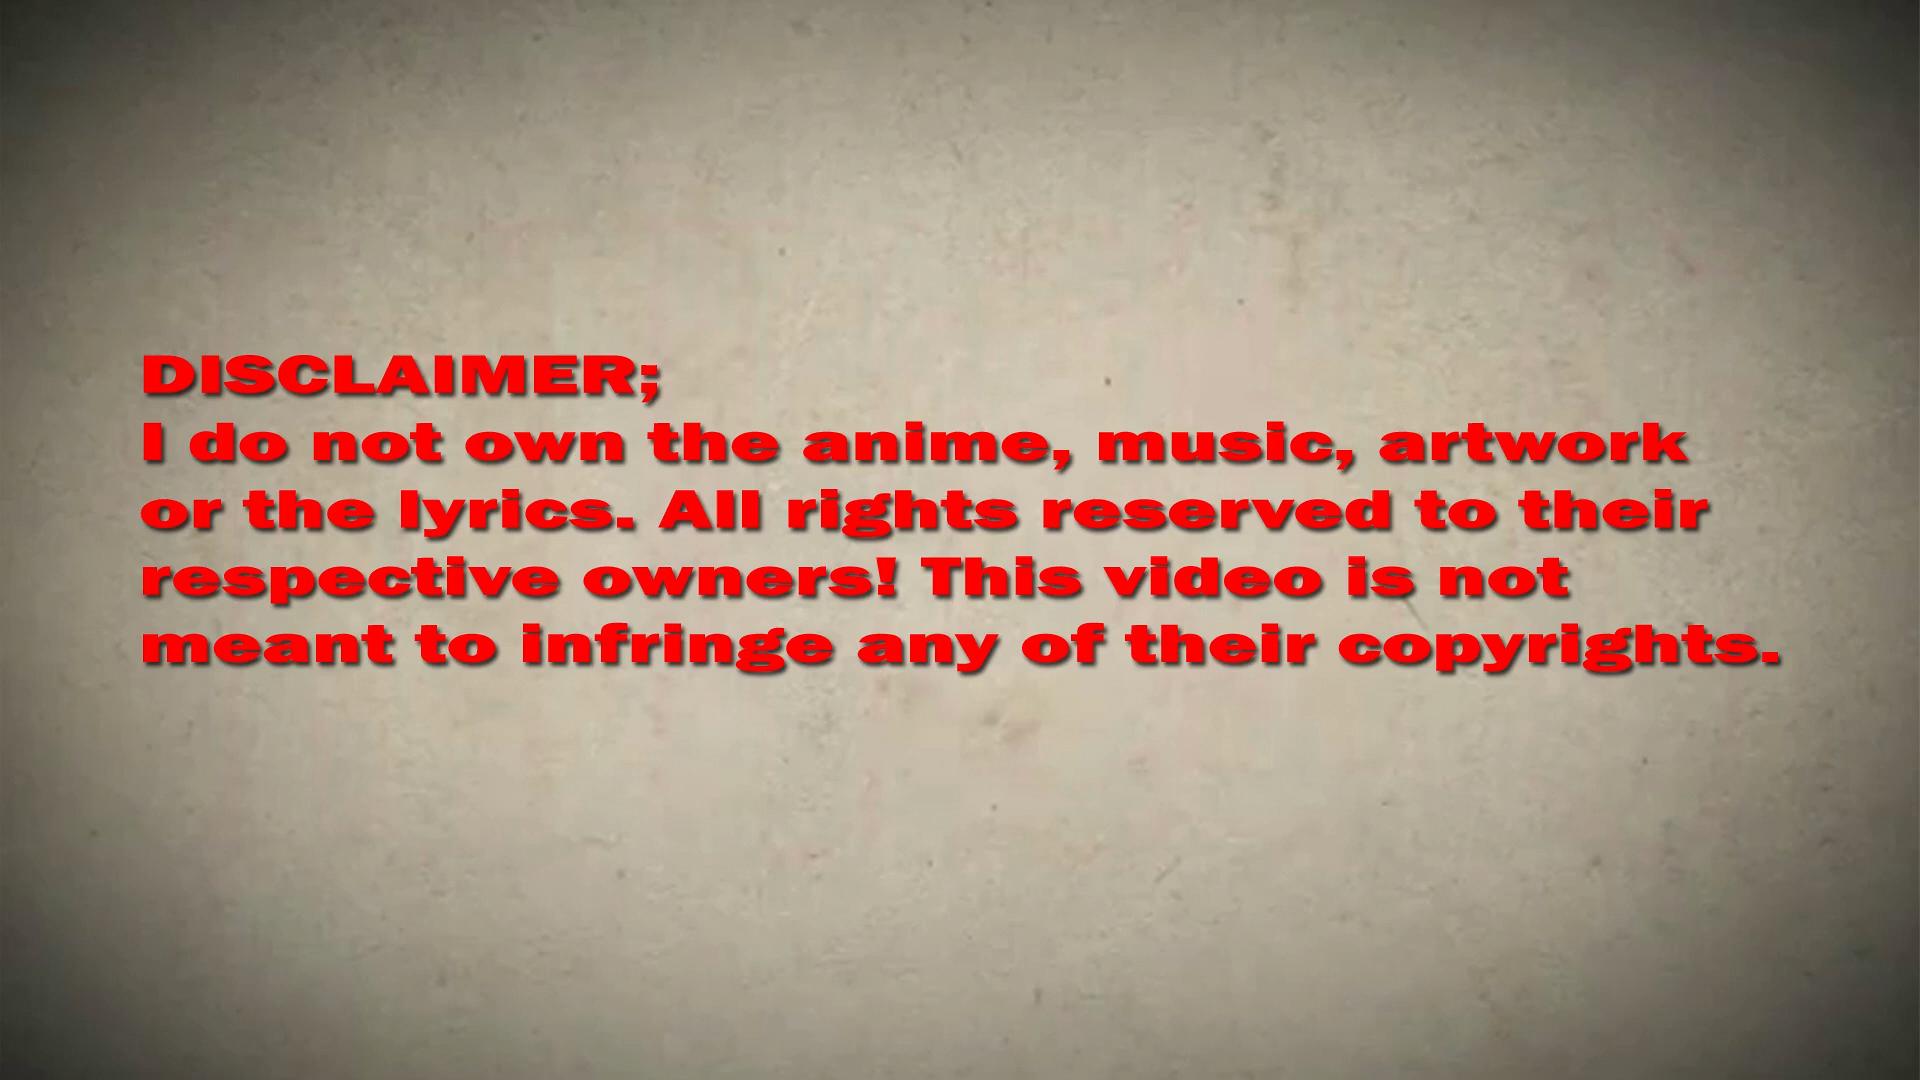 DISCLAIMER;
I do not own the anime, music, artwork
or the lyrics. All rights reserved to their
respective owners! This video is not
meant to infringe any of their copyrights.